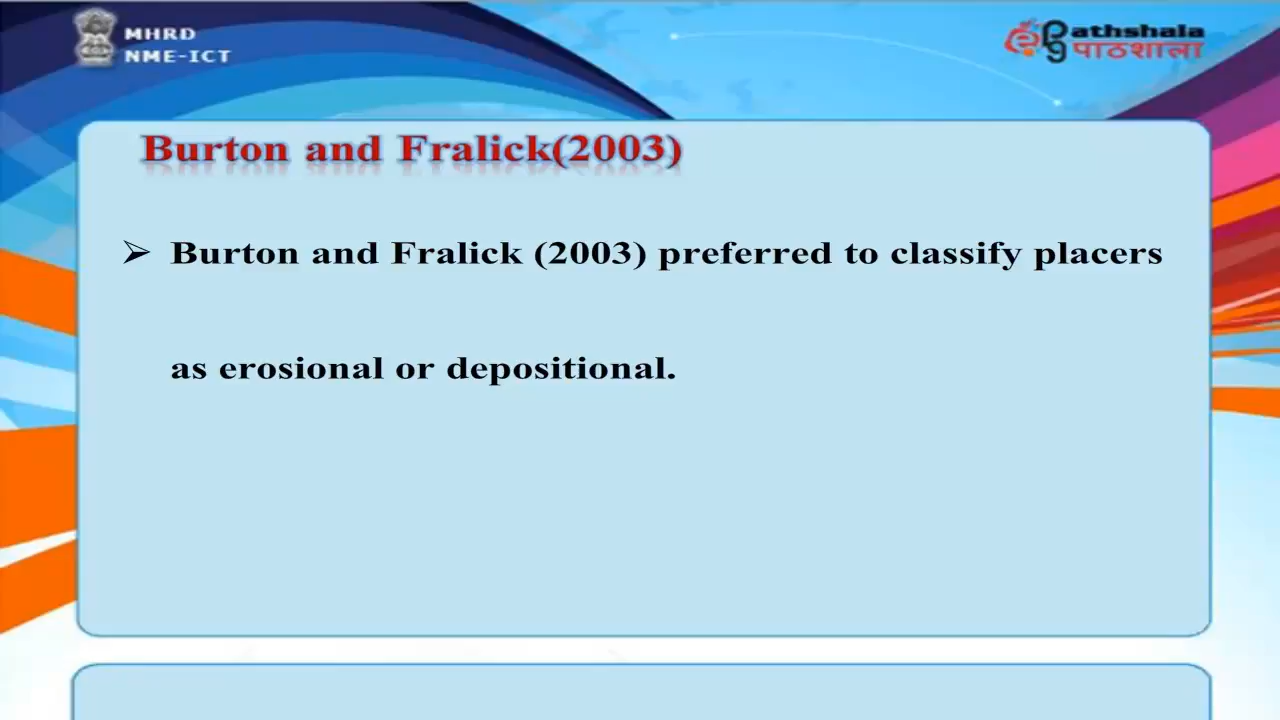 MHRD
NME-ICT
epg athshala
पाठशाला
Burton and Fralick(2003)
➢ Burton and Fralick (2003) preferred to classify placers
as erosional or depositional.